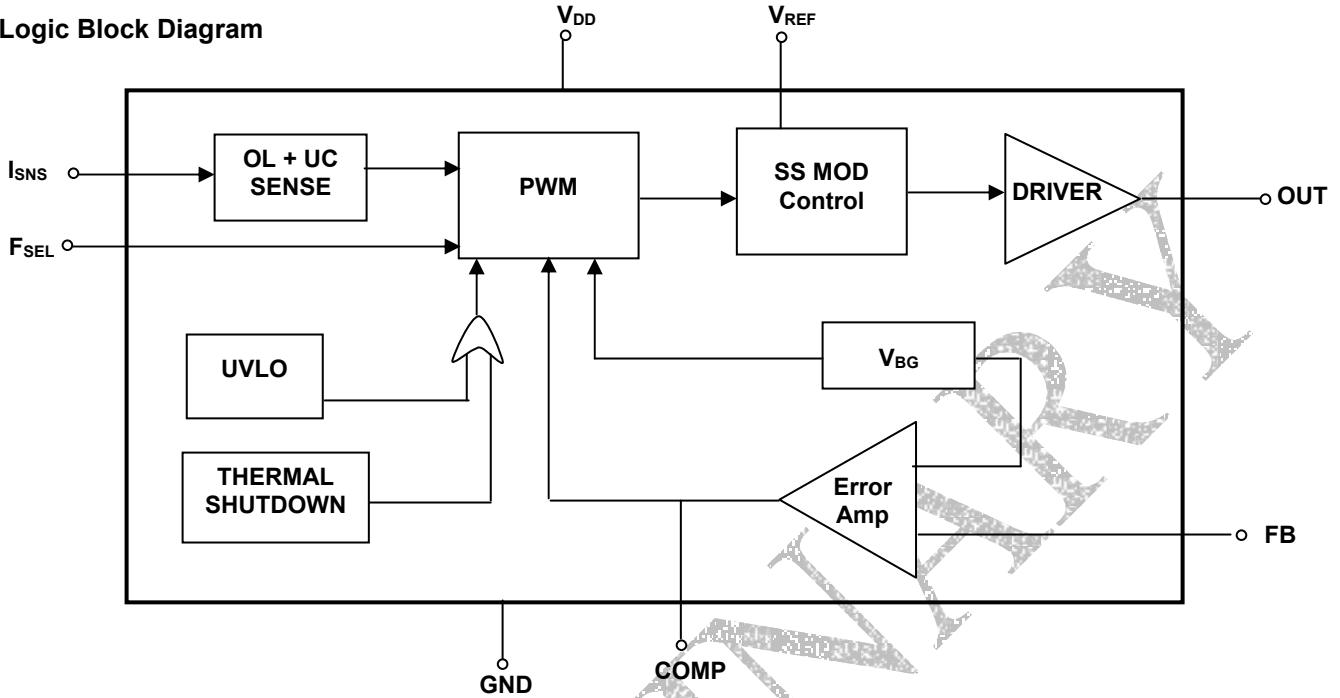 Logic Block Diagram
VDD
VREF
ISNS
OL + UC
SENSE
PWM
SS MOD
Control
DRIVER
OUT
FSEL
UVLO
VBG
THERMAL
SHUTDOWN
Error
Amp
FB
GND
COMP